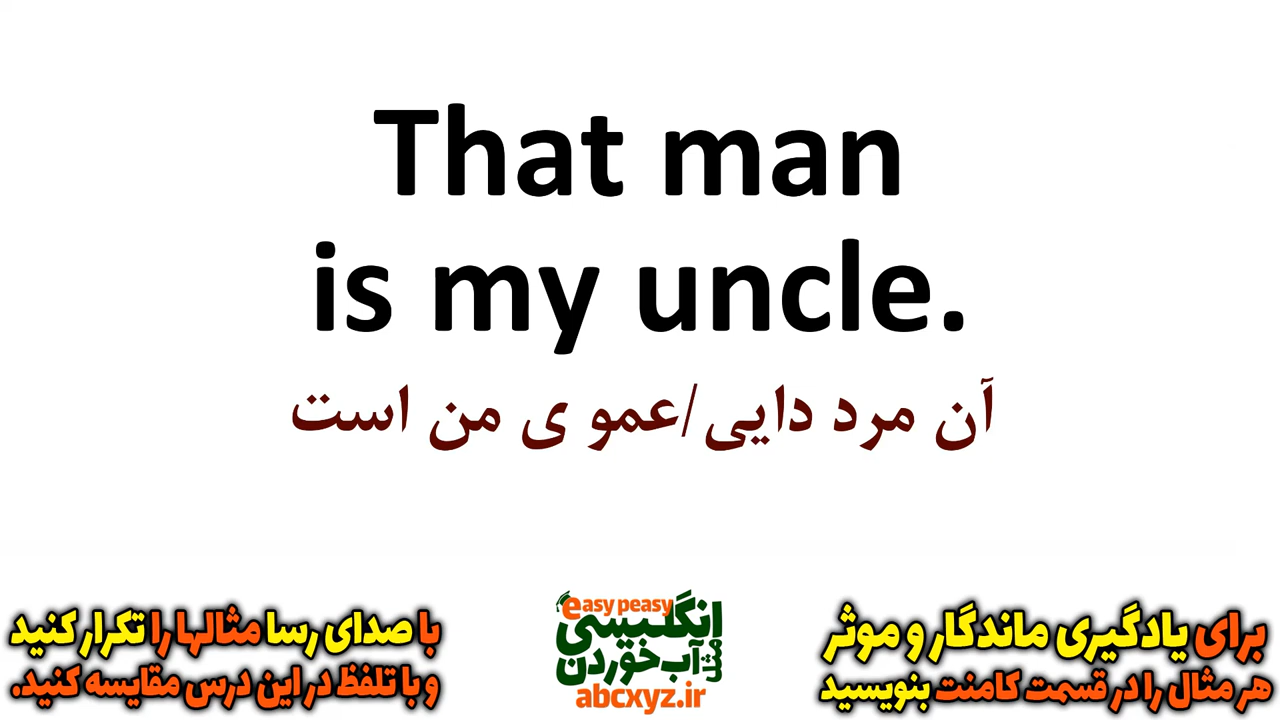 That man
is my uncle.
آن مرد دایی/عمو ی من است
برای یادگیری ماندگار و موثر
هر مثال را در قسمت کامنت بنویسید
easy peasy
انگلیسی
مثل آب خوردن
abcxyz.ir
با صدای رسا مثالها را تکرار کنید
و با تلفظ در این درس مقایسه کنید.